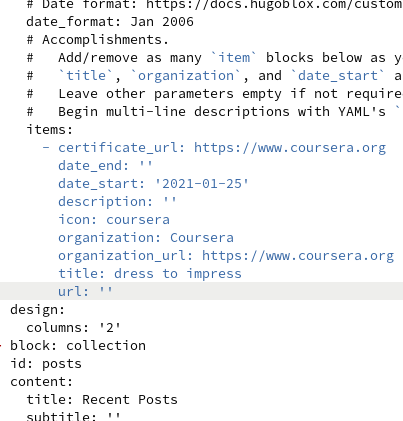 # Date format: https://docs.hugoblox.com/custom
date_format: Jan 2006
# Accomplishments.
#   Add/remove as many `item` blocks below as y
#   `title`, `organization`, and `date_start` a
#   Leave other parameters empty if not require
#   Begin multi-line descriptions with YAML's `
items:
- certificate_url: https://www.coursera.org
date_end: ''
date_start: '2021-01-25'
description: ''
icon: coursera
organization: Coursera
organization_url: https://www.coursera.org
title: dress to impress
url: ''
design:
columns: '2'
- block: collection
id: posts
content:
title: Recent Posts
subtitle: ''